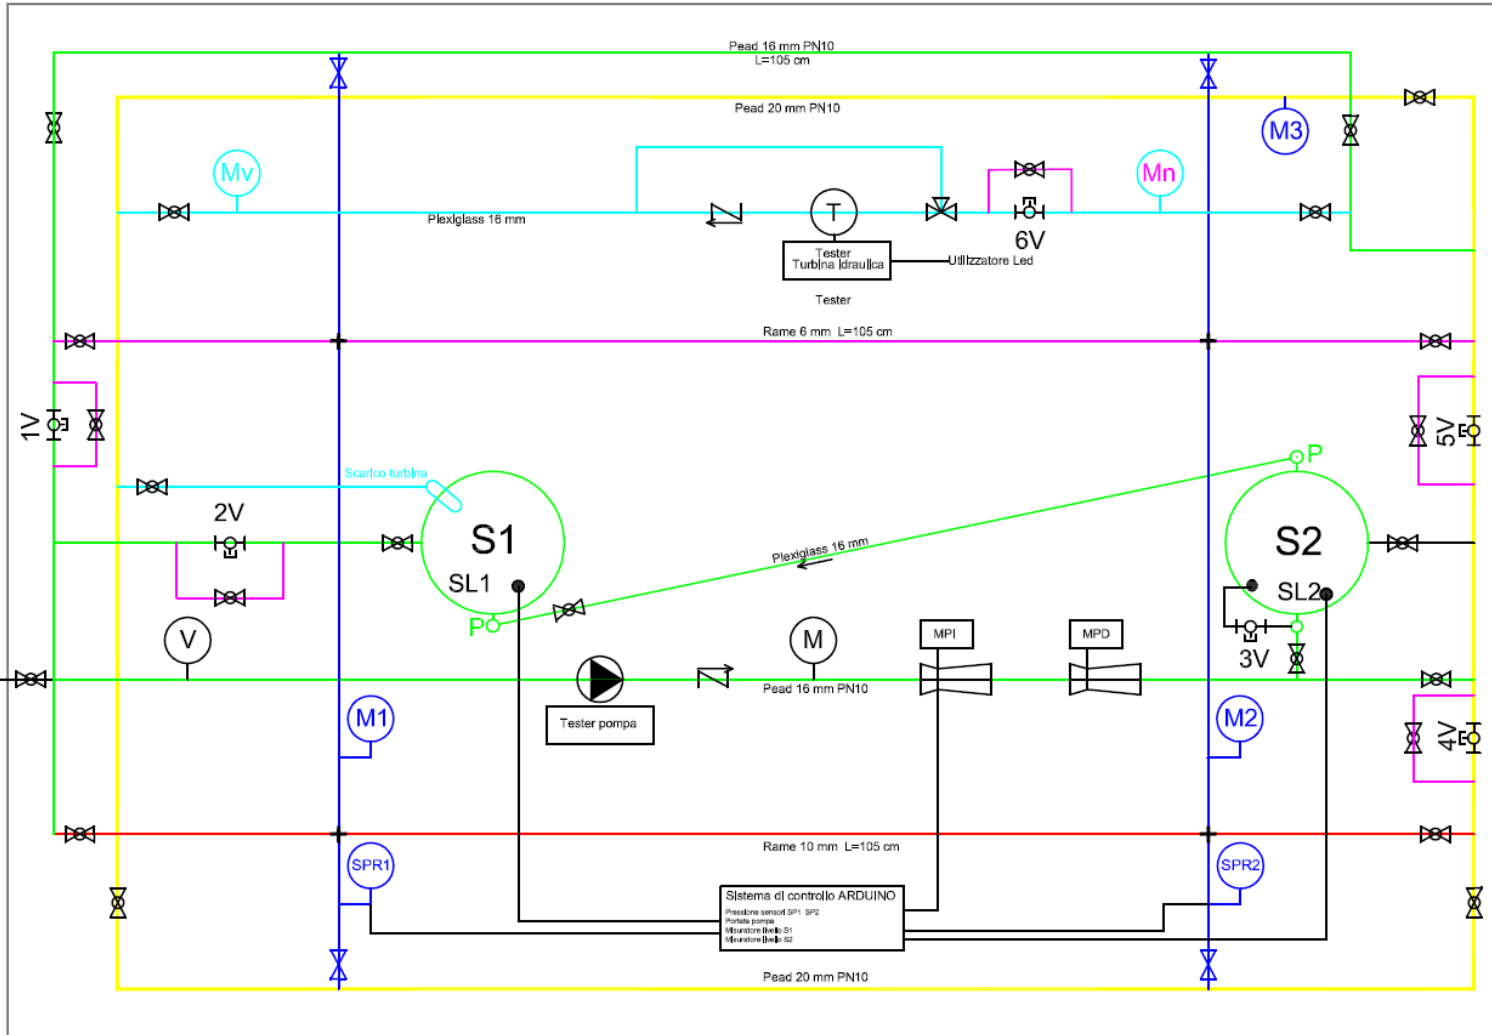 Pead 16 mm PN10
L=105 cm
Pead 20 mm PN10
M3
Mv
Mn
Plexiglass 16 mm
T
6V
Tester
Turbina Idraulica
Utilizzatore Led
Tester
Rame 6 mm L=105 cm
1V
5V
Scarico turbina
P
2V
S1
S2
Plexiglass 16 mm
SL1
SL2
P
V
M
MPI
MPD
3V
Pead 16 mm PN10
M1
Tester pompa
M2
4V
Rame 10 mm L=105 cm
SPR1
SPR2
Sistema di controllo ARDUINO
Pressione sensori SP1 SP2
Portata pompa
Misuratore livello S1
Misuratore livello S2
Pead 20 mm PN10